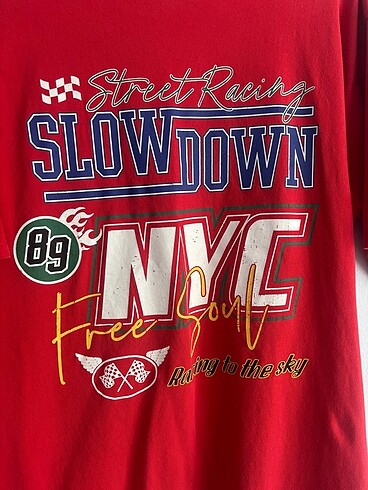 Street Racing
SLOW DOWN
89
NYC
Free Soul
Racing to the sky